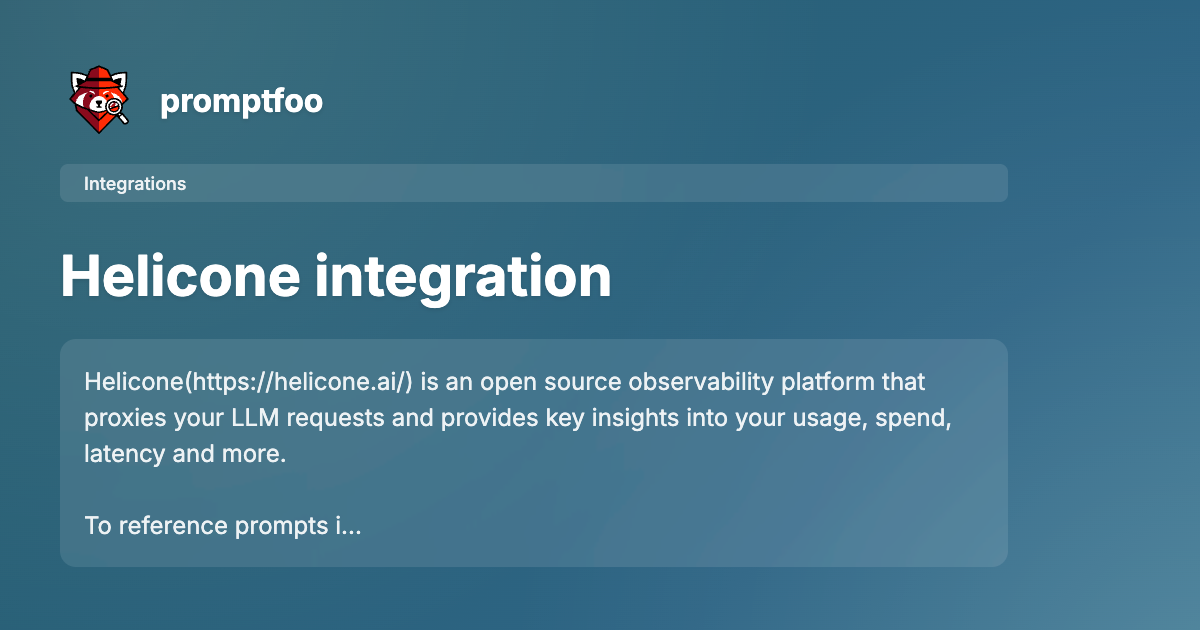 promptfoo
Integrations
Helicone integration
Helicone(https://helicone.ai/) is an open source observability platform that
proxies your LLM requests and provides key insights into your usage, spend,
latency and more.
To reference prompts i...